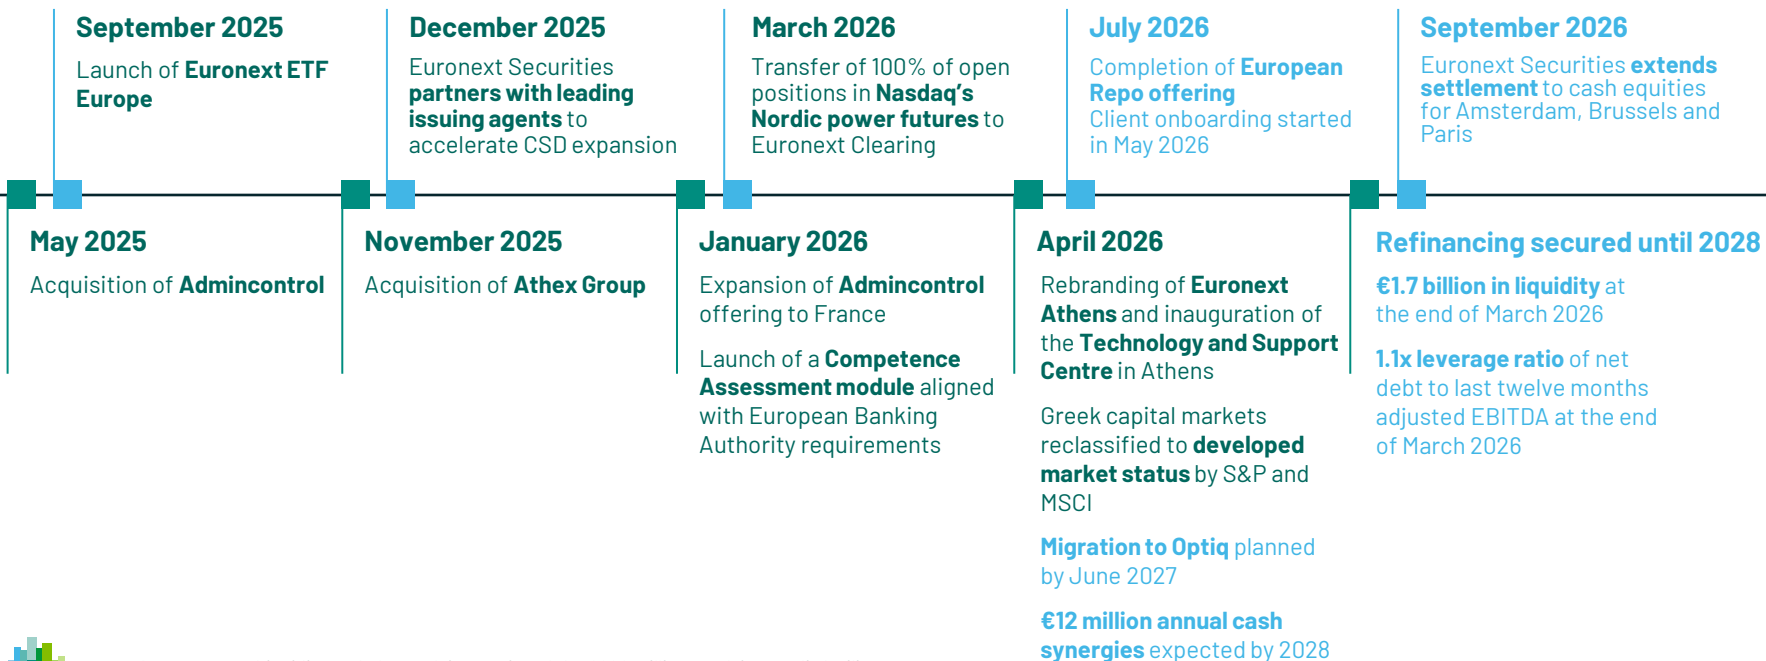 September 2025
Launch of Euronext ETF
Europe
December 2025
Euronext Securities
partners with leading
issuing agents to
accelerate CSD expansion
March 2026
Transfer of 100% of open
positions in Nasdaq's
Nordic power futures to
Euronext Clearing
July 2026
Completion of European
Repo offering
Client onboarding started
in May 2026
September 2026
Euronext Securities extends
settlement to cash equities
for Amsterdam, Brussels and
Paris
May 2025
Acquisition of Admincontrol
November 2025
Acquisition of Athex Group
January 2026
Expansion of Admincontrol
offering to France
Launch of a Competence
Assessment module aligned
with European Banking
Authority requirements
April 2026
Rebranding of Euronext
Athens and inauguration of
the Technology and Support
Centre in Athens
Greek capital markets
reclassified to developed
market status by S&P and
MSCI
Migration to Optiq planned
by June 2027
€12 million annual cash
synergies expected by 2028
Refinancing secured until 2028
€1.7 billion in liquidity at
the end of March 2026
1.1x leverage ratio of net
debt to last twelve months
adjusted EBITDA at the end
of March 2026